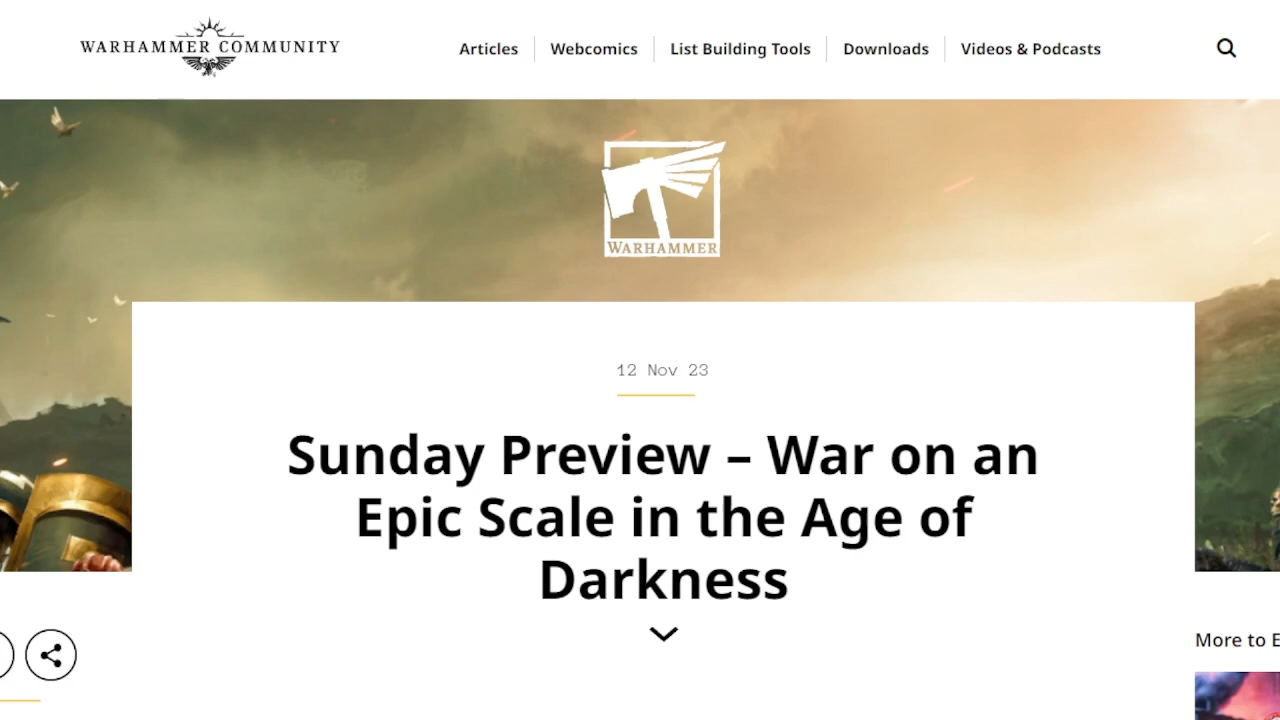 WARHAMMER COMMUNITY
Articles
Webcomics
List Building Tools
Downloads
Videos & Podcasts
WARHAMMER
12 Nov 23
Sunday Preview – War on an
Epic Scale in the Age of
Darkness
More to E